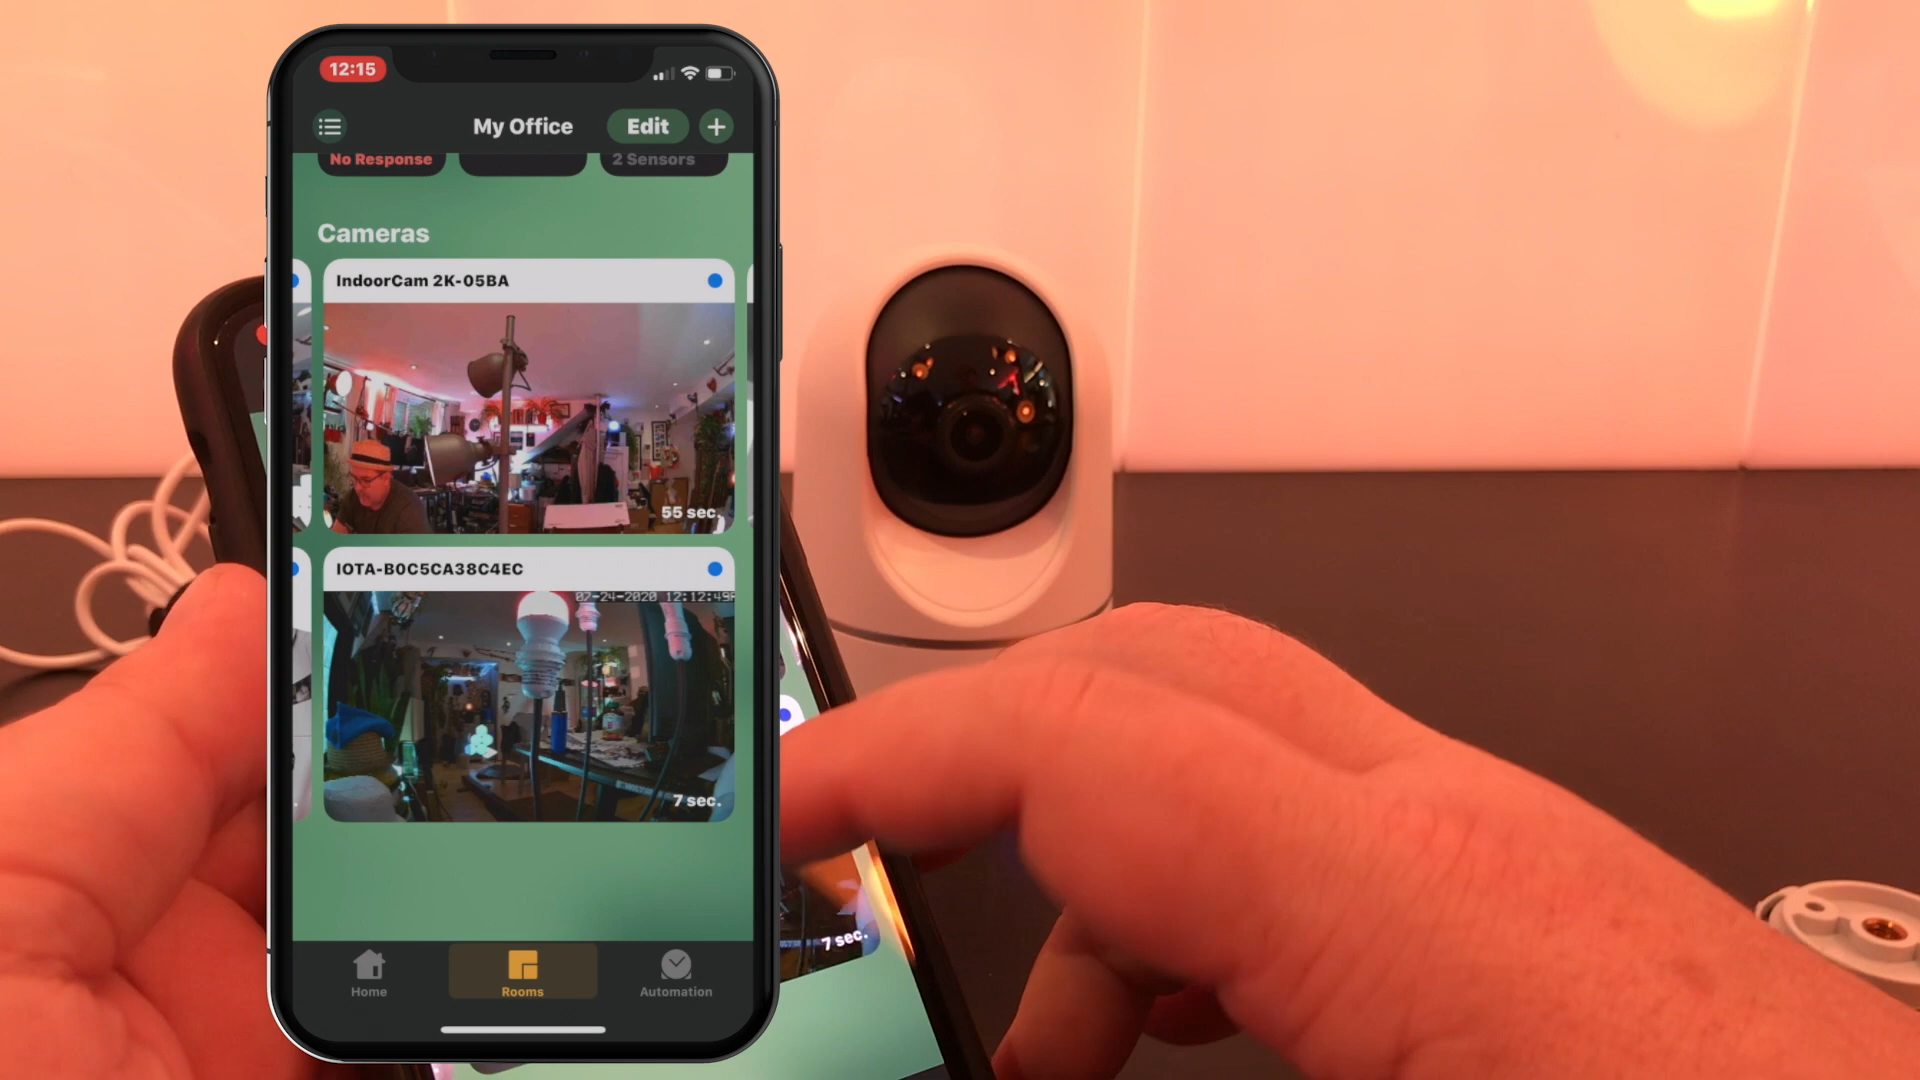 12:15
My Office
Edit
No Response
2 Sensors
Cameras
IndoorCam 2K-05BA
55 sec.
IOTA-B0C5CA38C4EC
07-24-2020 12:12:49
7 sec.
7 sec.
Home
Rooms
Automation